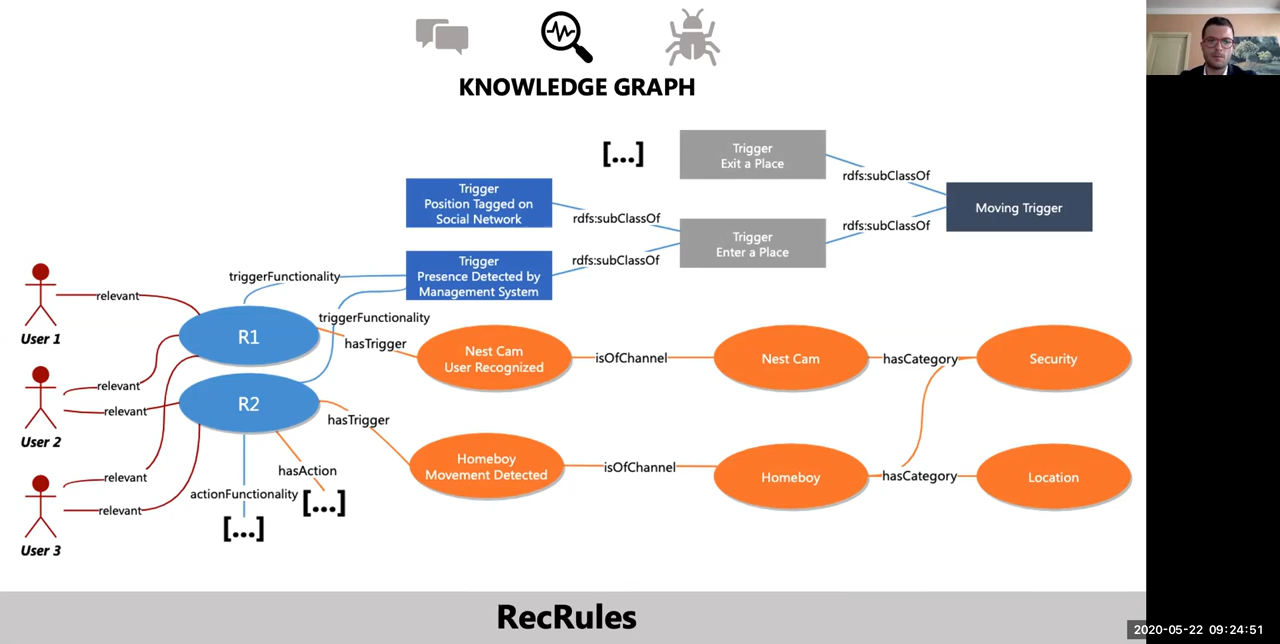 KNOWLEDGE GRAPH
[...]
Trigger
Exit a Place
rdfs:subClassOf
Moving Trigger
Trigger
Position Tagged on
Social Network
rdfs:subClassOf
rdfs:subClassOf
Trigger
Enter a Place
Trigger
Presence Detected by
Management System
rdfs:subClassOf
triggerFunctionality
User 1
relevant
R1
triggerFunctionality
hasTrigger
Nest Cam
User Recognized
isOfChannel
Nest Cam
hasCategory
Security
User 2
relevant
relevant
R2
hasTrigger
Homeboy
Movement Detected
isOfChannel
Homeboy
hasCategory
Location
User 3
relevant
relevant
hasAction
[...]
actionFunctionality
[...]
RecRules
2020-05-22 09:24:51